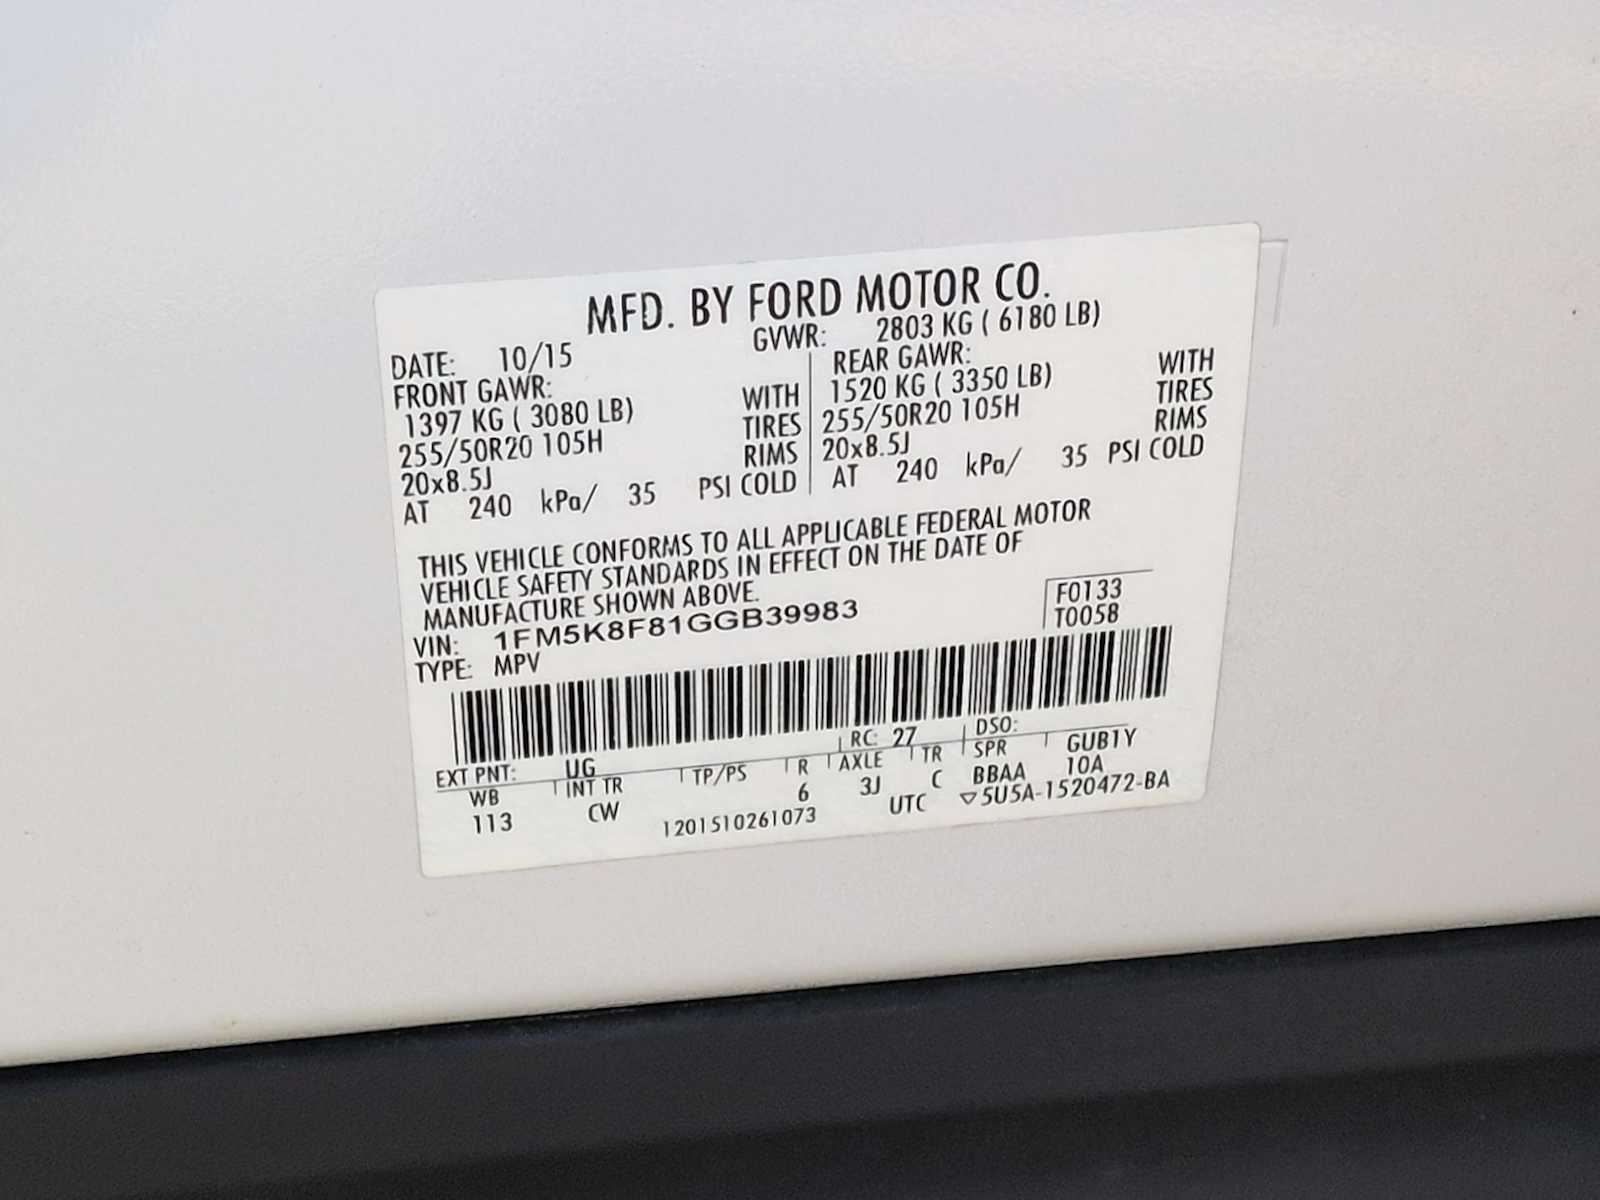 MFD. BY FORD MOTOR CO.
DATE: 10/15 GVWR: 2803 KG ( 6180 LB)
FRONT GAWR: REAR GAWR:
1397 KG ( 3080 LB) WITH 1520 KG ( 3350 LB) WITH
255/50R20 105H TIRES 255/50R20 105H TIRES
20x8.5J RIMS 20x8.5J RIMS
AT 240 kPa/ 35 PSI COLD AT 240 kPa/ 35 PSI COLD
THIS VEHICLE CONFORMS TO ALL APPLICABLE FEDERAL MOTOR
VEHICLE SAFETY STANDARDS IN EFFECT ON THE DATE OF
MANUFACTURE SHOWN ABOVE.
VIN: 1FM5K8F81GGB39983 F0133
TYPE: MPV T0058
EXT PNT: UG RC: 27 DSO:
WB INT TR TP/PS R AXLE TR SPR GUB1Y
113 CW 6 3J C BBAA 10A
1201510261073 UTC ▽5U5A-1520472-BA